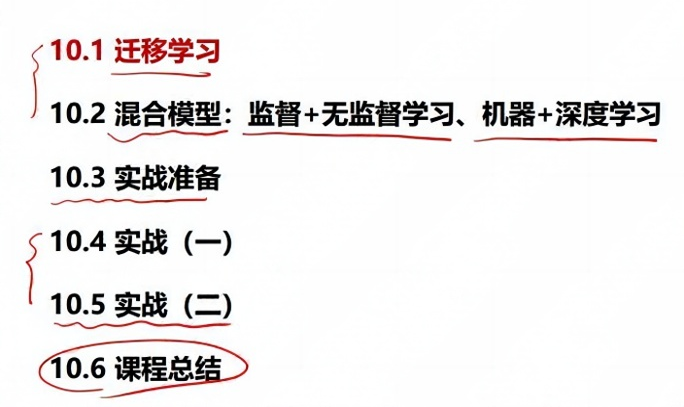 10.1 迁移学习
10.2 混合模型：监督+无监督学习、机器+深度学习
10.3 实战准备
10.4 实战（一）
10.5 实战（二）
10.6 课程总结